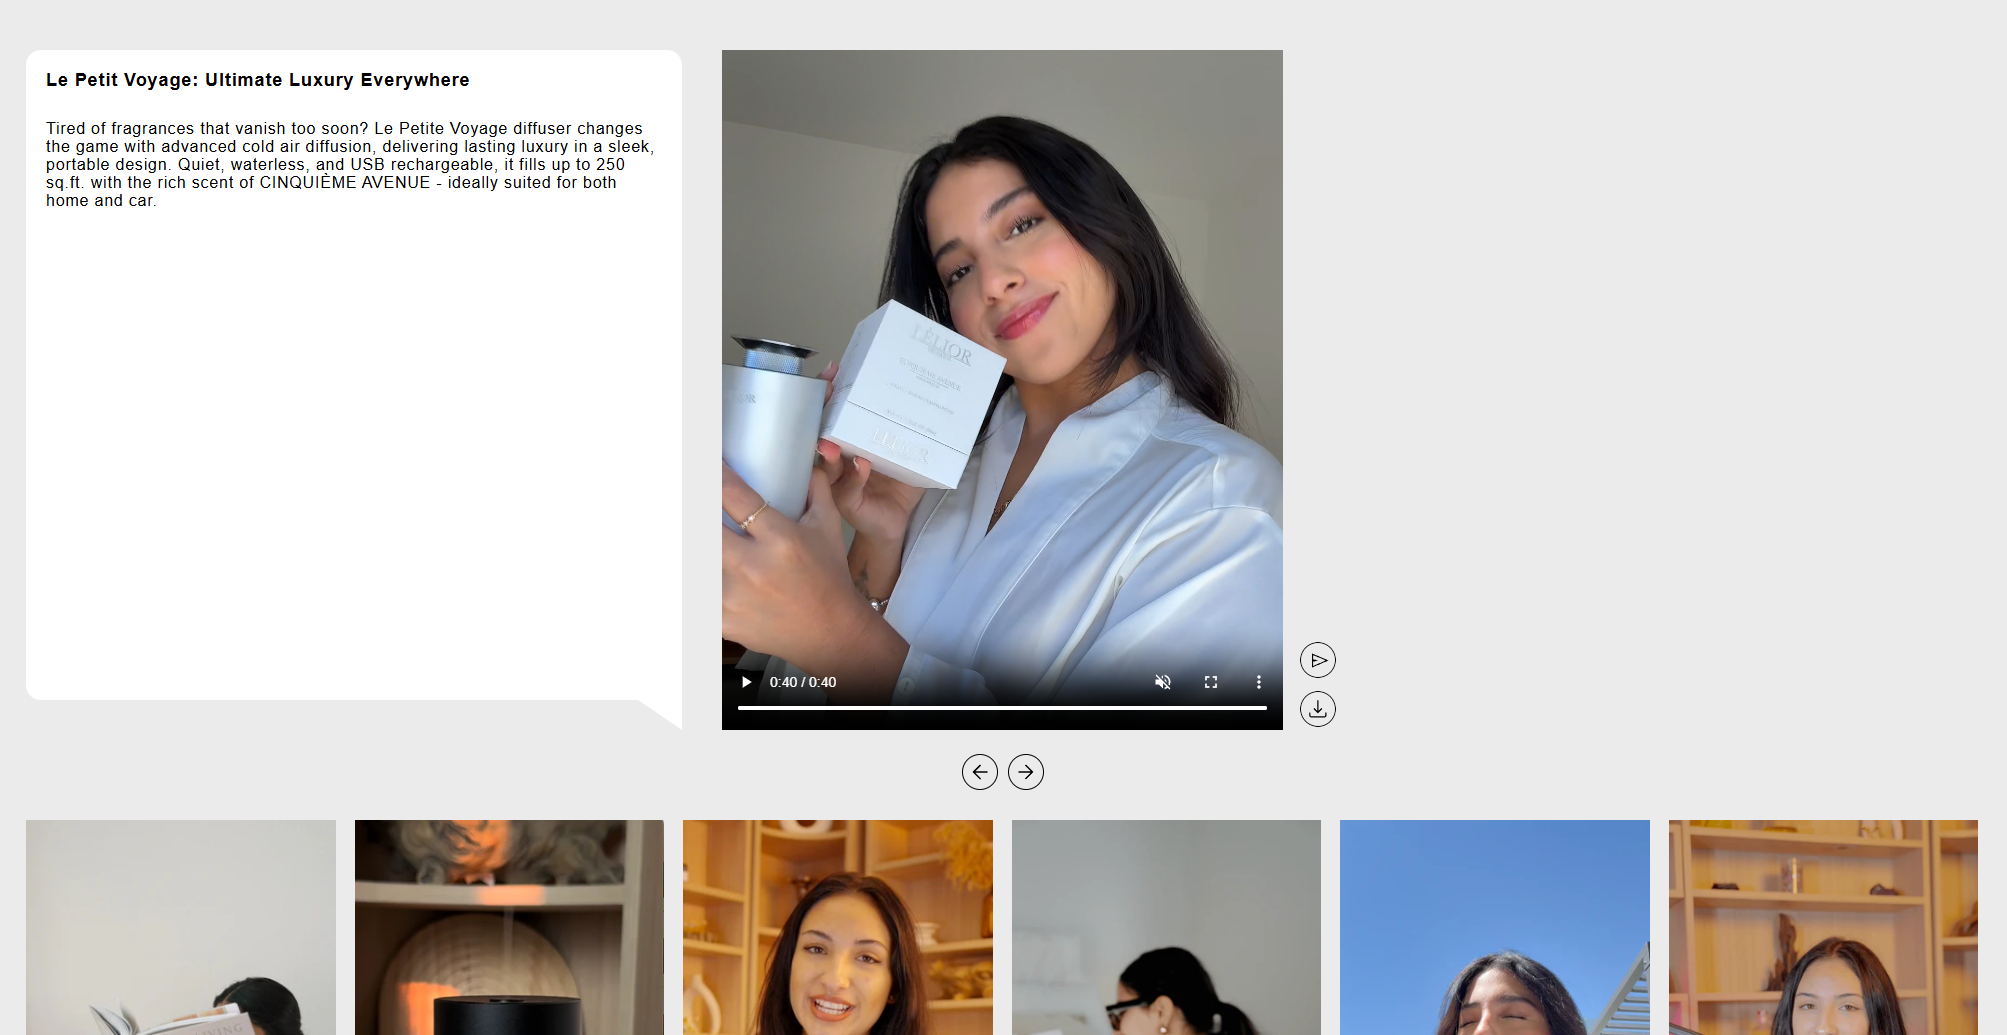 Le Petit Voyage: Ultimate Luxury Everywhere
Tired of fragrances that vanish too soon? Le Petite Voyage diffuser changes
the game with advanced cold air diffusion, delivering lasting luxury in a sleek,
portable design. Quiet, waterless, and USB rechargeable, it fills up to 250
sq.ft. with the rich scent of CINQUIÈME AVENUE - ideally suited for both
home and car.
LÉLIOR
CINQUIÈME AVENUE
LÉLIOR
0:40 / 0:40